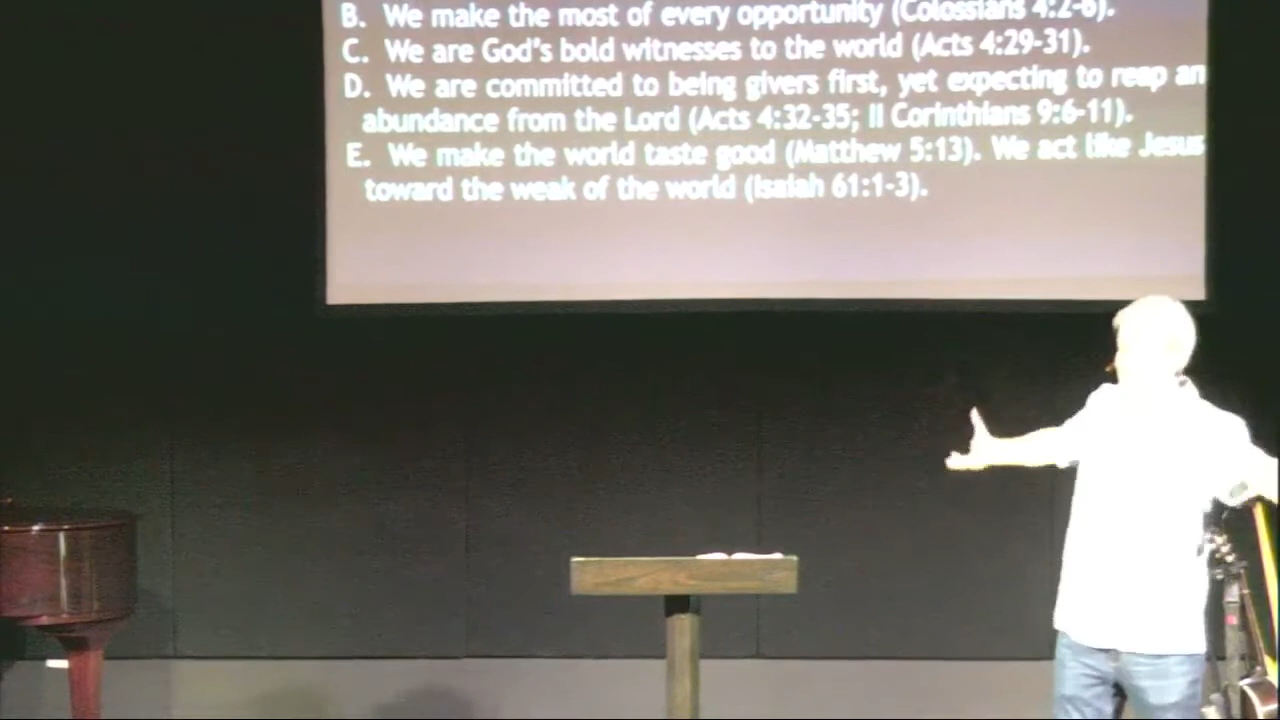 B. We make the most of every opportunity (Colossians 4:2-6).
C. We are God's bold witnesses to the world (Acts 4:29-31).
D. We are committed to being givers first, yet expecting to reap an
abundance from the Lord (Acts 4:32-35; II Corinthians 9:6-11).
E. We make the world taste good (Matthew 5:13). We act like Jesus
toward the weak of the world (Isaiah 61:1-3).